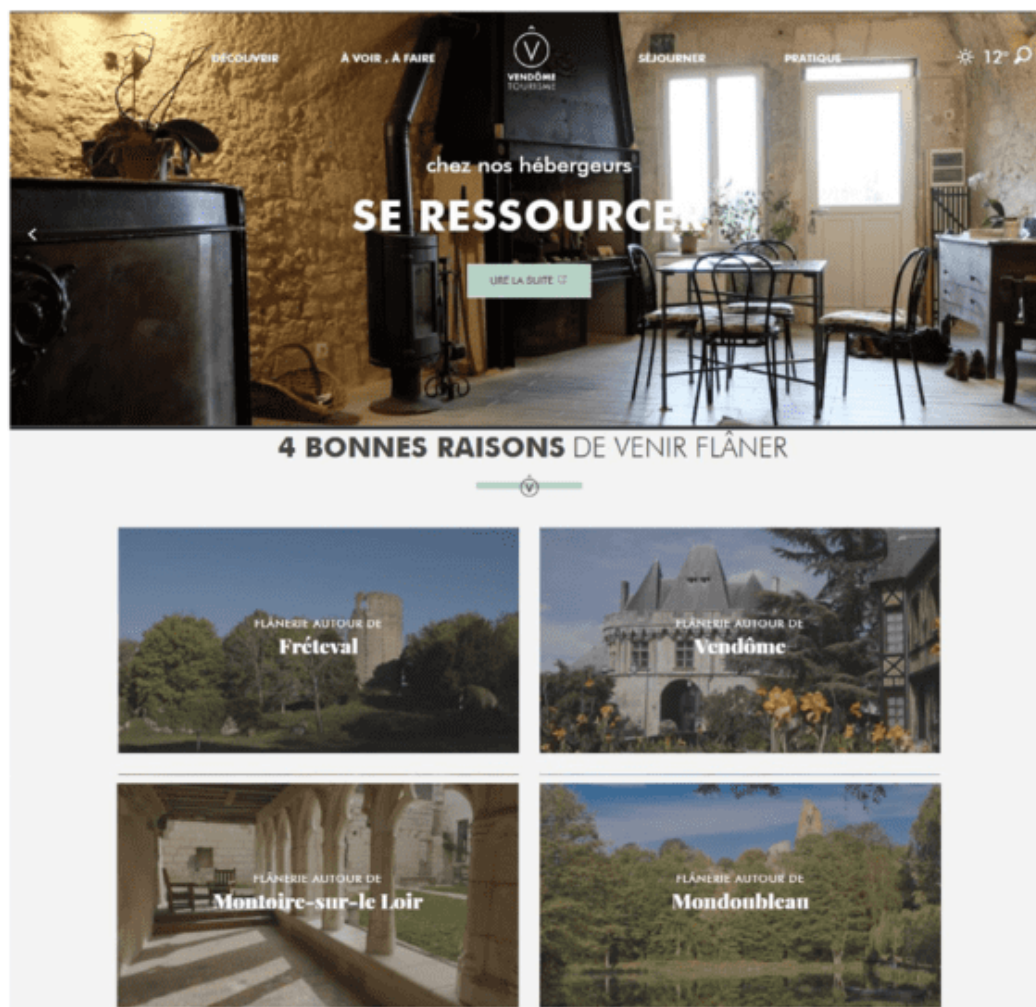 DÉCOUVRIR
À VOIR , À FAIRE
V
VENDÔME
TOURISME
SÉJOURNER
PRATIQUE
12°
chez nos hébergeurs
SE RESSOURCER
LIRE LA SUITE
4 BONNES RAISONS DE VENIR FLÂNER
V
FLÂNERIE AUTOUR DE
Fréteval
FLÂNERIE AUTOUR DE
Vendôme
FLÂNERIE AUTOUR DE
Montoire-sur-le Loir
FLÂNERIE AUTOUR DE
Mondoubleau